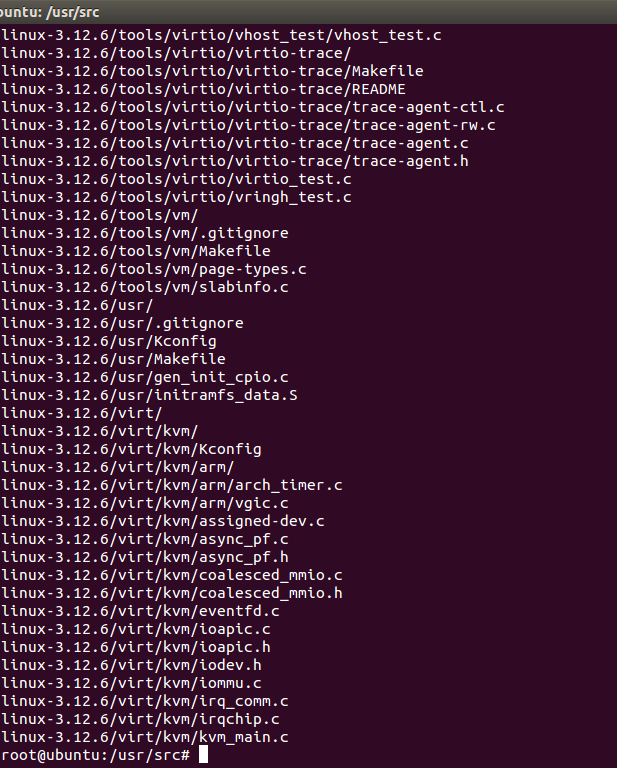 buntu: /usr/src
linux-3.12.6/tools/virtio/vhost_test/vhost_test.c
linux-3.12.6/tools/virtio/virtio-trace/
linux-3.12.6/tools/virtio/virtio-trace/Makefile
linux-3.12.6/tools/virtio/virtio-trace/README
linux-3.12.6/tools/virtio/virtio-trace/trace-agent-ctl.c
linux-3.12.6/tools/virtio/virtio-trace/trace-agent-rw.c
linux-3.12.6/tools/virtio/virtio-trace/trace-agent.c
linux-3.12.6/tools/virtio/virtio-trace/trace-agent.h
linux-3.12.6/tools/virtio/virtio_test.c
linux-3.12.6/tools/virtio/vringh_test.c
linux-3.12.6/tools/vm/
linux-3.12.6/tools/vm/.gitignore
linux-3.12.6/tools/vm/Makefile
linux-3.12.6/tools/vm/page-types.c
linux-3.12.6/tools/vm/slabinfo.c
linux-3.12.6/usr/
linux-3.12.6/usr/.gitignore
linux-3.12.6/usr/Kconfig
linux-3.12.6/usr/Makefile
linux-3.12.6/usr/gen_init_cpio.c
linux-3.12.6/usr/initramfs_data.S
linux-3.12.6/virt/
linux-3.12.6/virt/kvm/
linux-3.12.6/virt/kvm/Kconfig
linux-3.12.6/virt/kvm/arm/
linux-3.12.6/virt/kvm/arm/arch_timer.c
linux-3.12.6/virt/kvm/arm/vgic.c
linux-3.12.6/virt/kvm/assigned-dev.c
linux-3.12.6/virt/kvm/async_pf.c
linux-3.12.6/virt/kvm/async_pf.h
linux-3.12.6/virt/kvm/coalesced_mmio.c
linux-3.12.6/virt/kvm/coalesced_mmio.h
linux-3.12.6/virt/kvm/eventfd.c
linux-3.12.6/virt/kvm/ioapic.c
linux-3.12.6/virt/kvm/ioapic.h
linux-3.12.6/virt/kvm/iodev.h
linux-3.12.6/virt/kvm/iommu.c
linux-3.12.6/virt/kvm/irq_comm.c
linux-3.12.6/virt/kvm/irqchip.c
linux-3.12.6/virt/kvm/kvm_main.c
root@ubuntu:/usr/src#